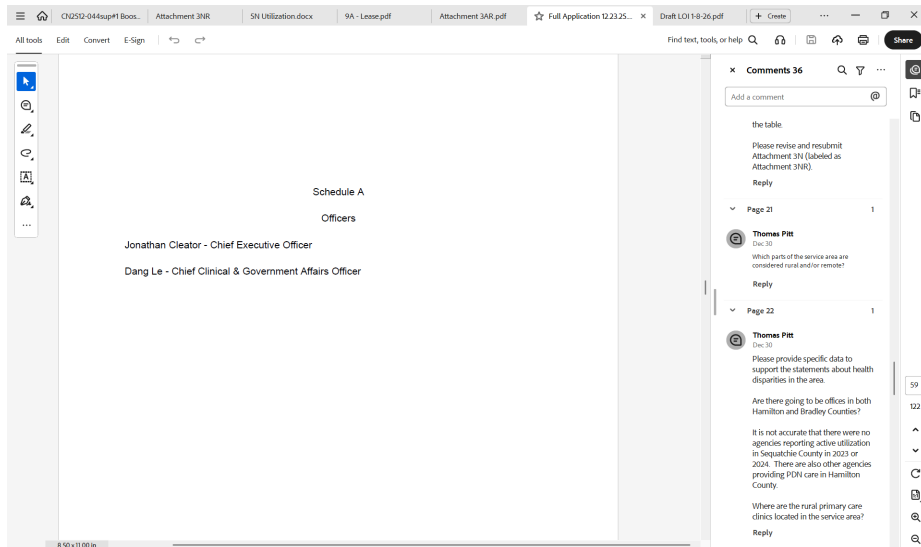 CN2512-044sup#1 Boos...
Attachment 3NR
5N Utilization.docx
9A - Lease.pdf
Attachment 3AR.pdf
Full Application 12.23.25...
Draft LOI 1-8-26.pdf
Create
All tools
Edit
Convert
E-Sign
Find text, tools, or help
Share
Schedule A
Officers
Jonathan Cleator - Chief Executive Officer
Dang Le - Chief Clinical & Government Affairs Officer
8.50 x 11.00 in
Comments 36
Add a comment
@
the table.
Please revise and resubmit
Attachment 3N (labeled as
Attachment 3NR).
Reply
Page 21 1
Thomas Pitt
Dec 30
Which parts of the service area are
considered rural and/or remote?
Reply
Page 22 1
Thomas Pitt
Dec 30
Please provide specific data to
support the statements about health
disparities in the area.
Are there going to be offices in both
Hamilton and Bradley Counties?
It is not accurate that there were no
agencies reporting active utilization
in Sequatchie County in 2023 or
2024. There are also other agencies
providing PDN care in Hamilton
County.
Where are the rural primary care
clinics located in the service area?
Reply
59
122